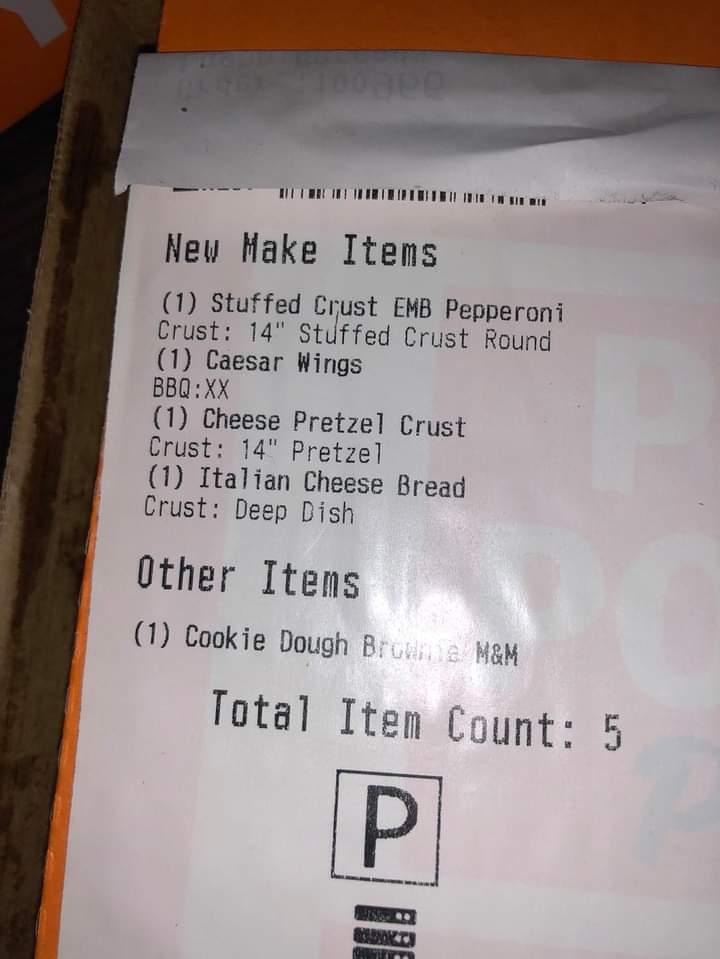 New Make Items
(1) Stuffed Crust EMB Pepperoni
Crust: 14" Stuffed Crust Round
(1) Caesar Wings
BBQ:XX
(1) Cheese Pretzel Crust
Crust: 14" Pretzel
(1) Italian Cheese Bread
Crust: Deep Dish
Other Items
(1) Cookie Dough Brownie M&M
Total Item Count: 5
P